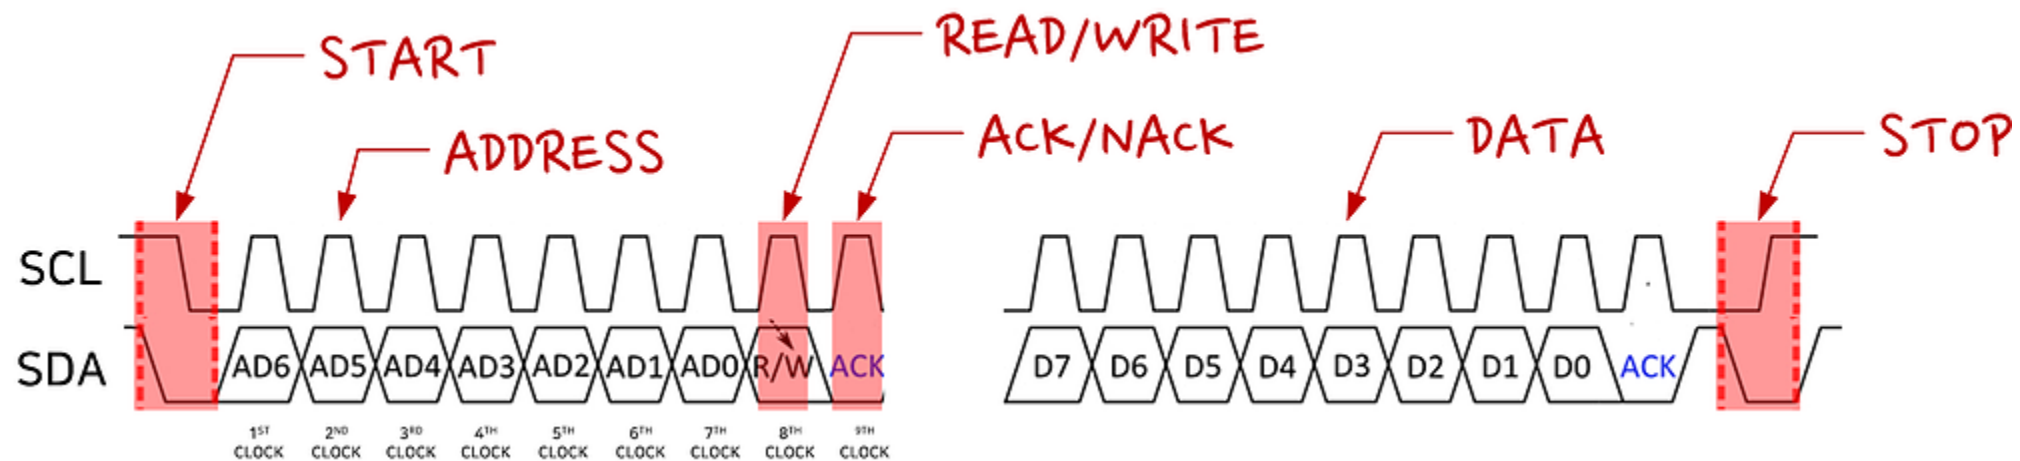 START
READ/WRITE
ADDRESS
ACK/NACK
DATA
STOP
SCL
SDA
AD6 AD5 AD4 AD3 AD2 AD1 AD0 R/W ACK
D7 D6 D5 D4 D3 D2 D1 D0 ACK
1ST CLOCK
2ND CLOCK
3RD CLOCK
4TH CLOCK
5TH CLOCK
6TH CLOCK
7TH CLOCK
8TH CLOCK
9TH CLOCK